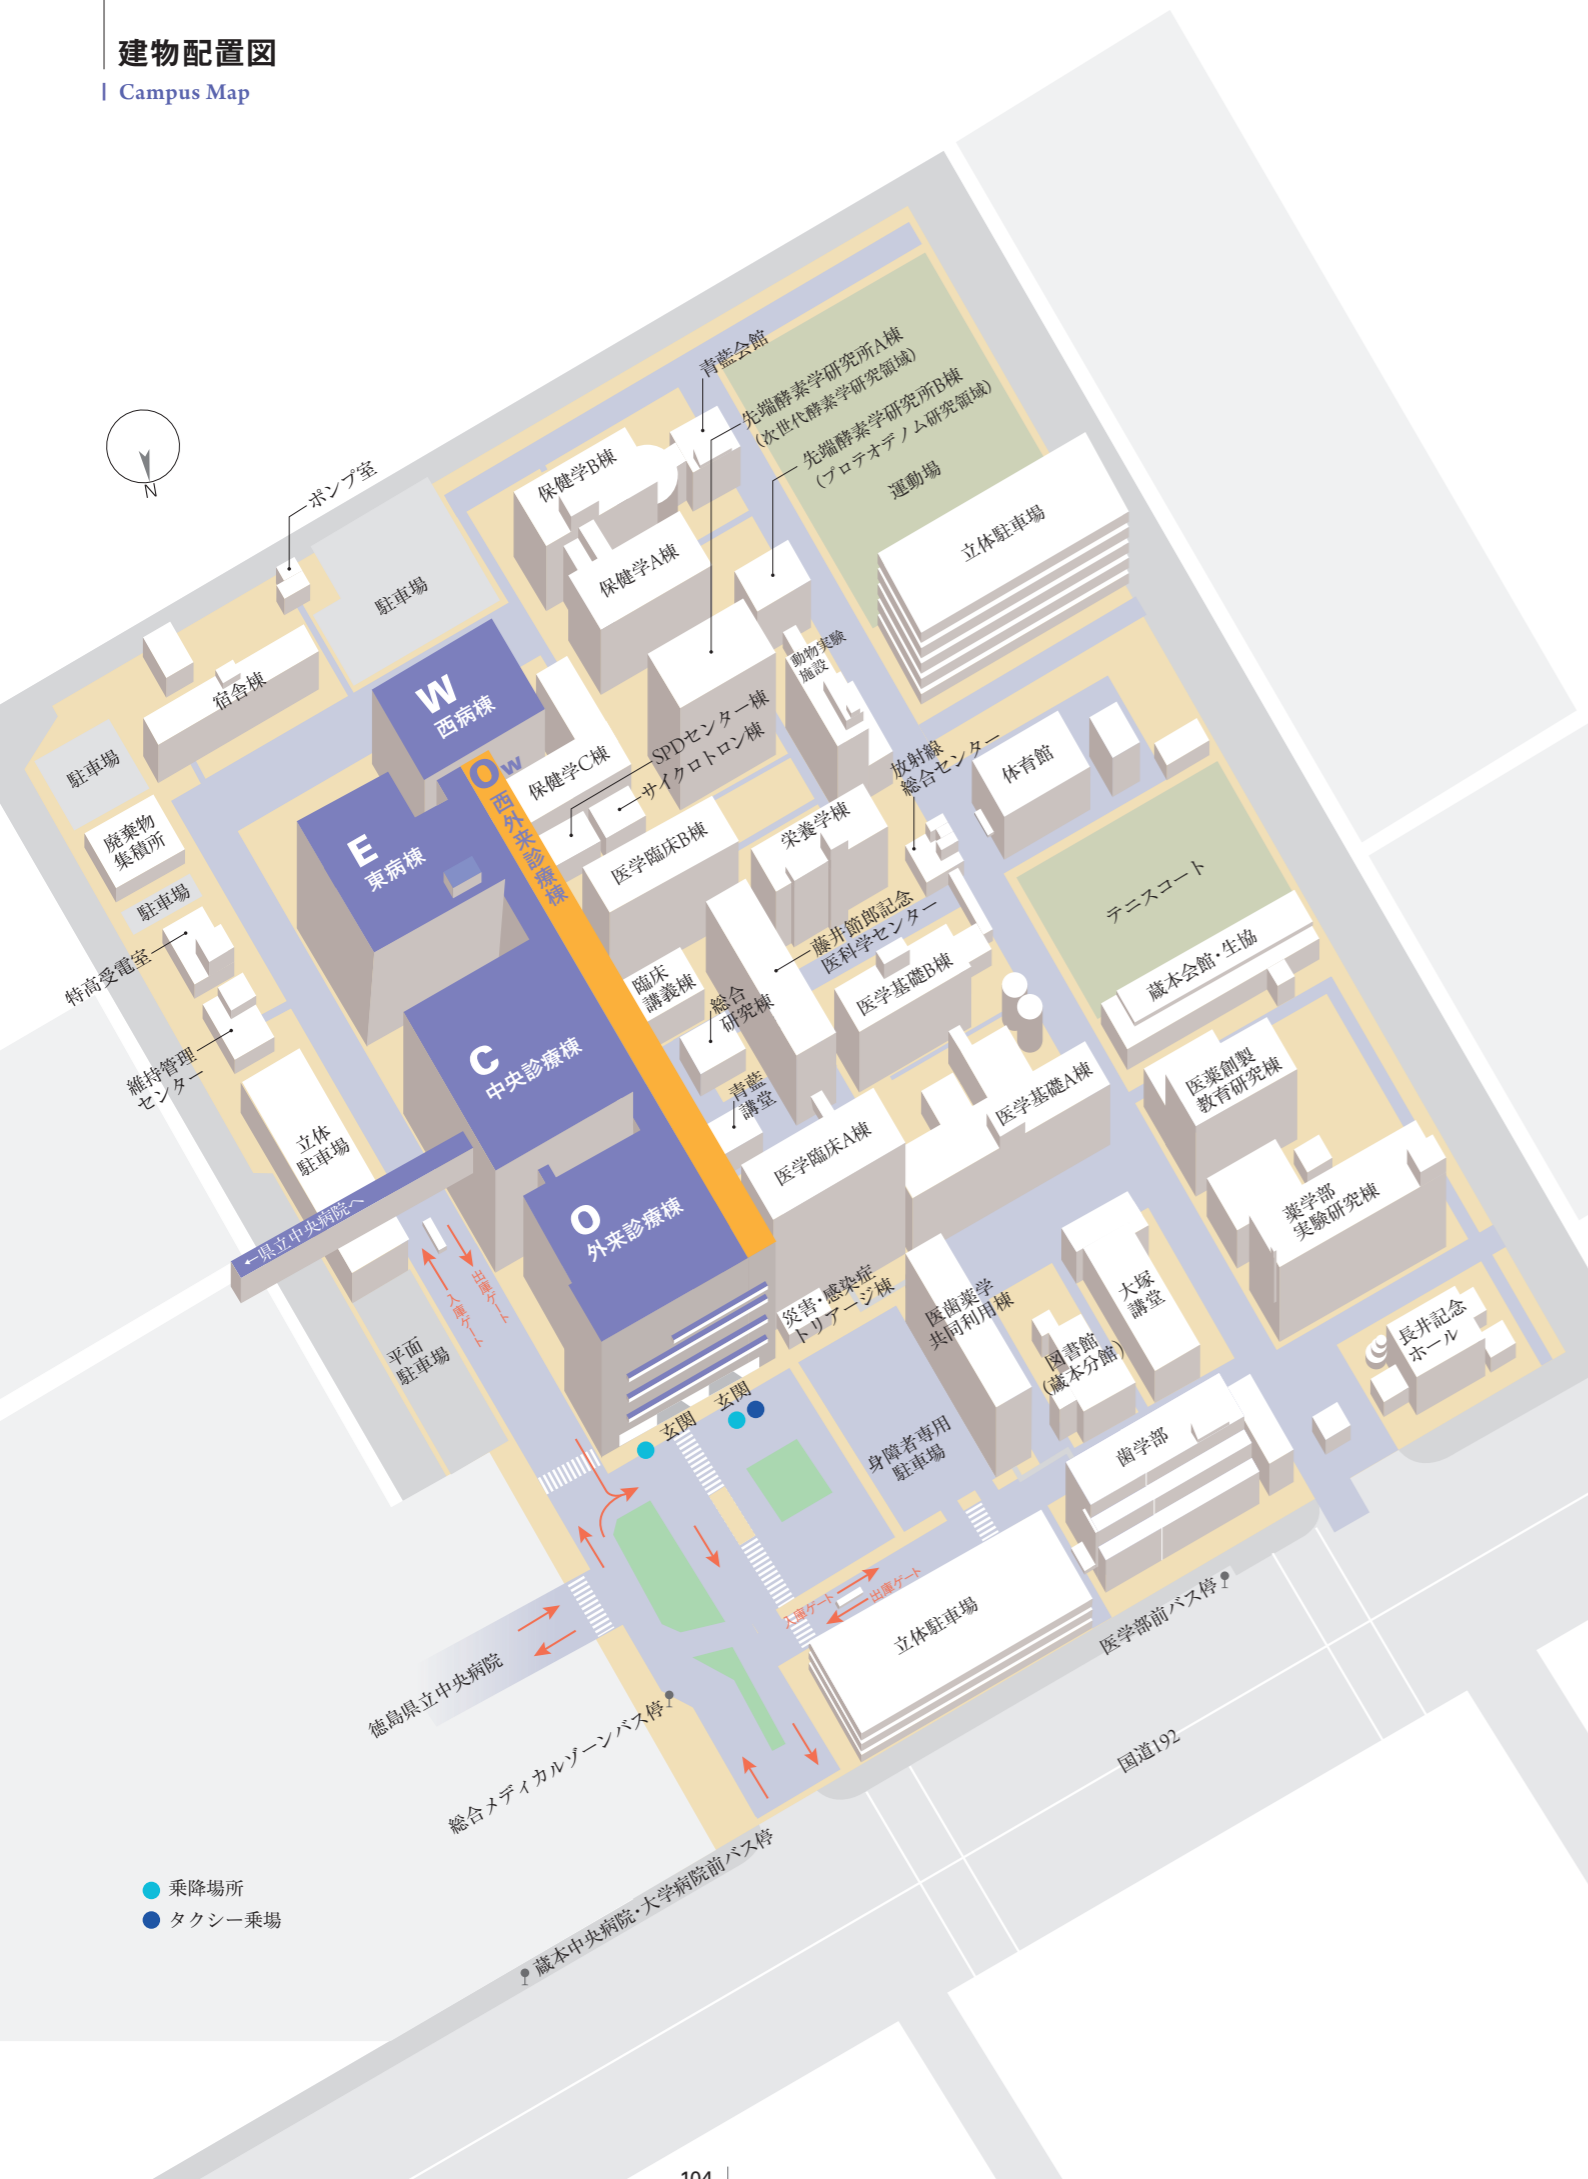 建物配置図
Campus Map
N
青藍会館
先端酵素学研究所A棟
(次世代酵素学研究領域)
先端酵素学研究所B棟
(プロテオデノム研究領域)
運動場
立体駐車場
ポンプ室
駐車場
保健学B棟
保健学A棟
動物実験
施設
宿舎棟
W
西病棟
駐車場
廃棄物
集積所
駐車場
特高受電室
維持管理
センター
E
東病棟
Ow
西外来診療棟
保健学C棟
SPDセンター棟
サイクロトロン棟
放射線
総合センター
体育館
医学臨床B棟
栄養学棟
テニスコート
藤井節郎記念
医科学センター
蔵本会館・生協
臨床
講義棟
総合
研究棟
医学基礎B棟
C
中央診療棟
青藍
講堂
医学臨床A棟
医学基礎A棟
医薬創製
教育研究棟
立体
駐車場
←県立中央病院へ
O
外来診療棟
薬学部
実験研究棟
出庫ゲート
入庫ゲート
平面
駐車場
災害・感染症
トリアージ棟
医歯薬学
共同利用棟
大塚
講堂
図書館
(蔵本分館)
長井記念
ホール
玄関
玄関
身障者専用
駐車場
歯学部
入庫ゲート
出庫ゲート
立体駐車場
医学部前バス停
徳島県立中央病院
総合メディカルゾーンバス停
国道192
蔵本中央病院・大学病院前バス停
乗降場所
タクシー乗場
104